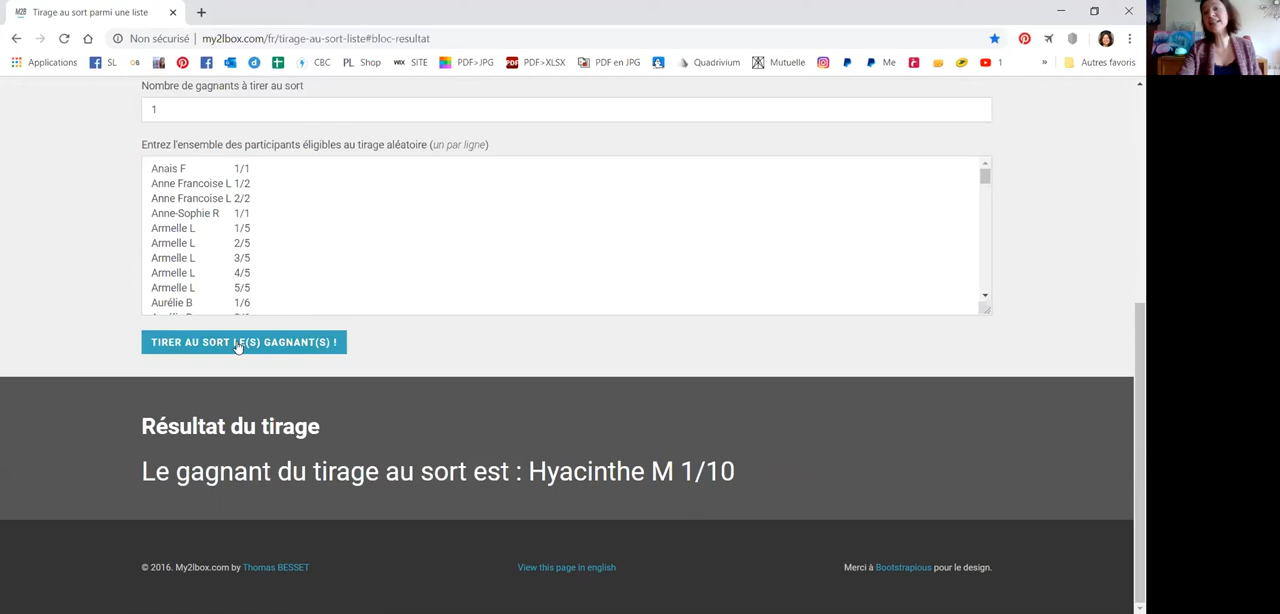 M2B Tirage au sort parmi une liste
Non sécurisé my2lbox.com/fr/tirage-au-sort-liste#bloc-resultat
Applications SL CBC PL Shop WIX SITE PDF>JPG PDF>XLSX PDF en JPG Quadrivium Mutuelle Me 1 » Autres favoris
Nombre de gagnants à tirer au sort
1
Entrez l'ensemble des participants éligibles au tirage aléatoire (un par ligne)
Anais F 1/1
Anne Francoise L 1/2
Anne Francoise L 2/2
Anne-Sophie R 1/1
Armelle L 1/5
Armelle L 2/5
Armelle L 3/5
Armelle L 4/5
Armelle L 5/5
Aurélie B 1/6
TIRER AU SORT LE(S) GAGNANT(S) !
Résultat du tirage
Le gagnant du tirage au sort est : Hyacinthe M 1/10
© 2016. My2lbox.com by Thomas BESSET
View this page in english
Merci à Bootstrapious pour le design.